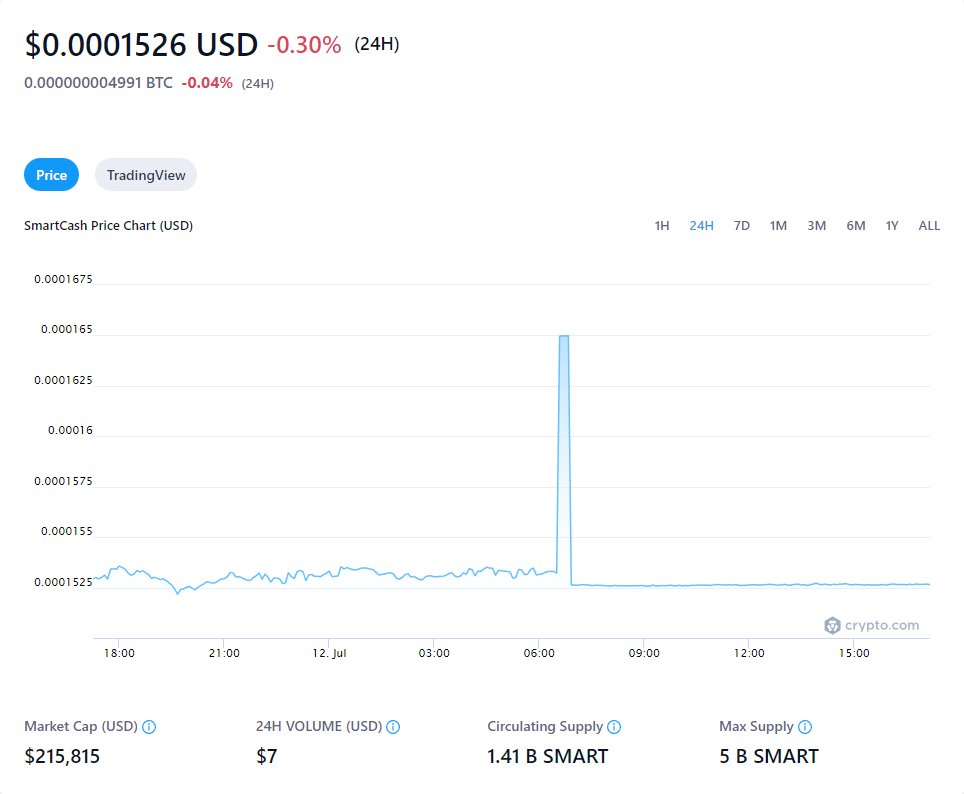 $0.0001526 USD -0.30% (24H)
0.000000004991 BTC -0.04% (24H)
Price TradingView
SmartCash Price Chart (USD) 1H 24H 7D 1M 3M 6M 1Y ALL
0.0001675
0.000165
0.0001625
0.00016
0.0001575
0.000155
0.0001525
crypto.com
18:00 21:00 12. Jul 03:00 06:00 09:00 12:00 15:00
Market Cap (USD) 24H VOLUME (USD) Circulating Supply Max Supply
$215,815 $7 1.41 B SMART 5 B SMART